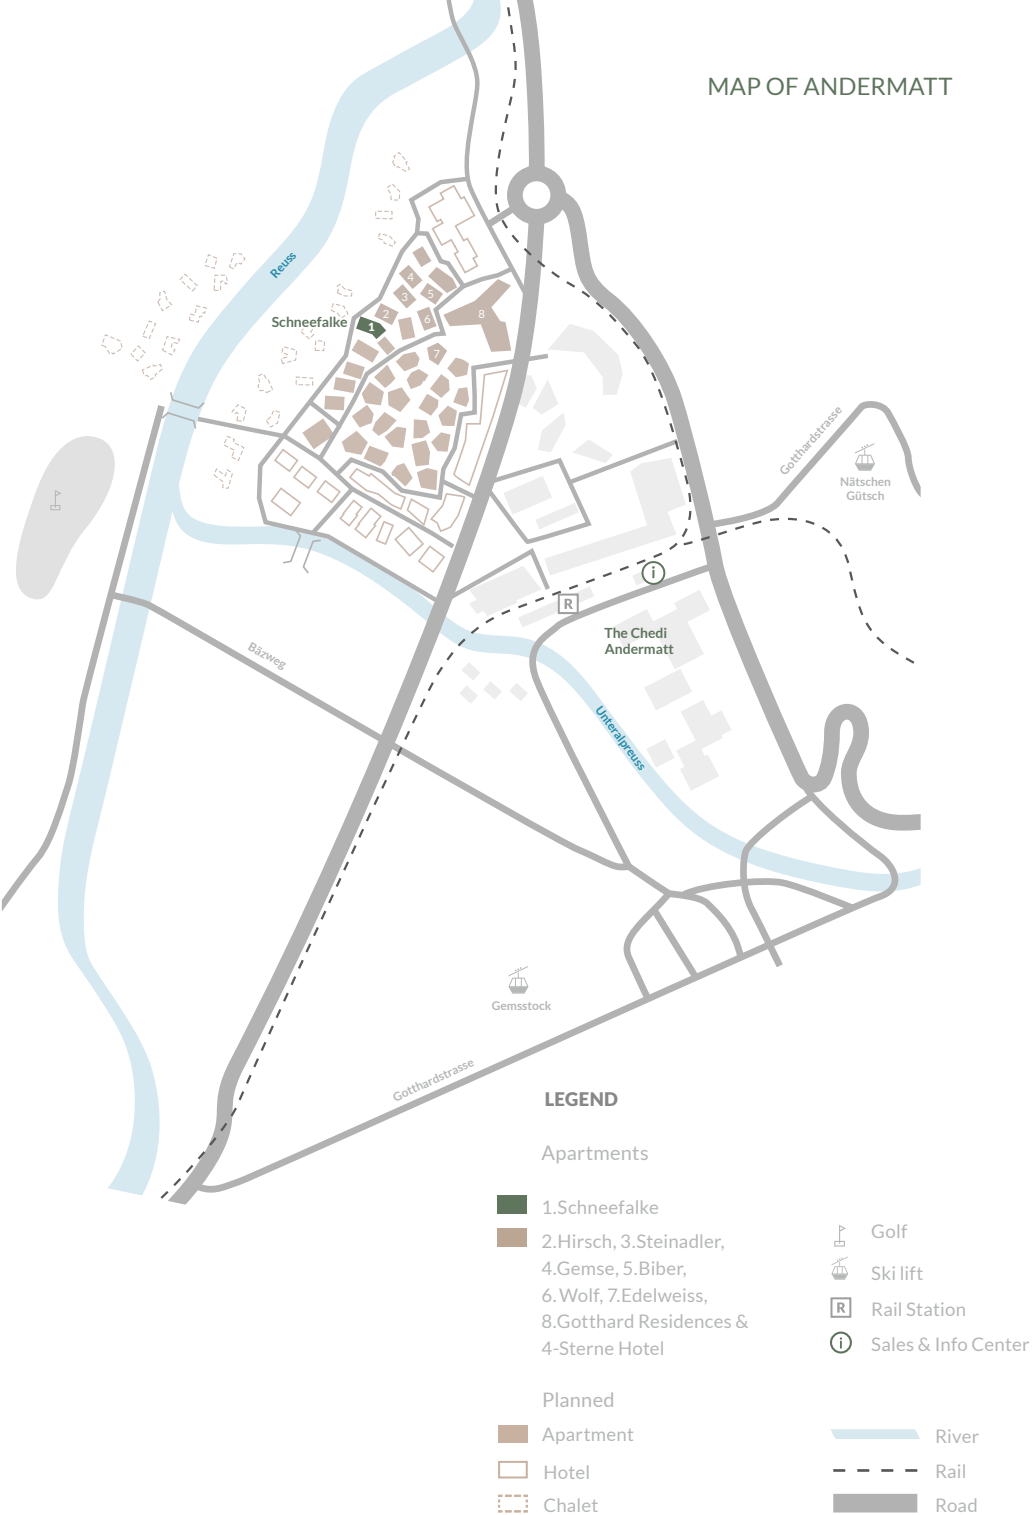 MAP OF ANDERMATT
Reuss
4
3
5
2
6
8
Schneefalke
1
7
Gotthardstrasse
Nätschen
Gütsch
i
R
The Chedi
Andermatt
Bäzweg
Unteralpreuss
Gemsstock
Gotthardstrasse
LEGEND
Apartments
1.Schneefalke
2.Hirsch, 3.Steinadler,
4.Gemse, 5.Biber,
6. Wolf, 7.Edelweiss,
8.Gotthard Residences &
4-Sterne Hotel
Golf
Ski lift
R Rail Station
i Sales & Info Center
Planned
Apartment
Hotel
Chalet
River
Rail
Road